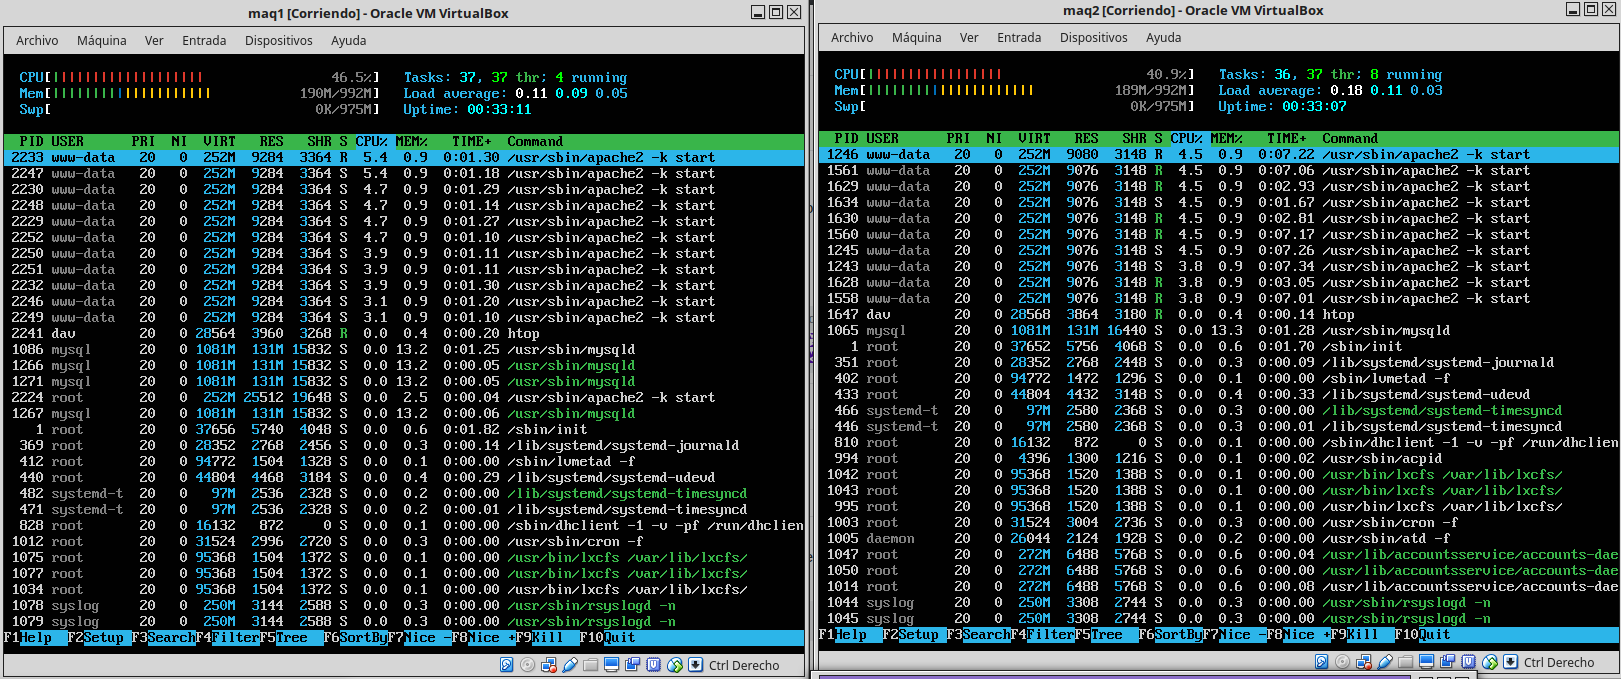 maq1 [Corriendo] - Oracle VM VirtualBox
Archivo Máquina Ver Entrada Dispositivos Ayuda
CPU[||||||||||||||||||| 46.5%] Tasks: 37, 37 thr; 4 running
Mem[|||||||||||||||||||| 190M/992M] Load average: 0.11 0.09 0.05
Swp[ 0K/975M] Uptime: 00:33:11
PID USER PRI NI VIRT RES SHR S CPU% MEM% TIME+ Command
2233 www-data 20 0 252M 9284 3364 R 5.4 0.9 0:01.30 /usr/sbin/apache2 -k start
2247 www-data 20 0 252M 9284 3364 S 5.4 0.9 0:01.18 /usr/sbin/apache2 -k start
2230 www-data 20 0 252M 9284 3364 S 4.7 0.9 0:01.29 /usr/sbin/apache2 -k start
2248 www-data 20 0 252M 9284 3364 S 4.7 0.9 0:01.14 /usr/sbin/apache2 -k start
2229 www-data 20 0 252M 9284 3364 S 4.7 0.9 0:01.27 /usr/sbin/apache2 -k start
2252 www-data 20 0 252M 9284 3364 S 4.7 0.9 0:01.10 /usr/sbin/apache2 -k start
2250 www-data 20 0 252M 9284 3364 S 3.9 0.9 0:01.11 /usr/sbin/apache2 -k start
2251 www-data 20 0 252M 9284 3364 S 3.9 0.9 0:01.11 /usr/sbin/apache2 -k start
2232 www-data 20 0 252M 9284 3364 S 3.9 0.9 0:01.30 /usr/sbin/apache2 -k start
2246 www-data 20 0 252M 9284 3364 S 3.1 0.9 0:01.20 /usr/sbin/apache2 -k start
2249 www-data 20 0 252M 9284 3364 S 3.1 0.9 0:01.10 /usr/sbin/apache2 -k start
2241 dav 20 0 28564 3960 3268 R 0.0 0.4 0:00.20 htop
1086 mysql 20 0 1081M 131M 15832 S 0.0 13.2 0:01.25 /usr/sbin/mysqld
1266 mysql 20 0 1081M 131M 15832 S 0.0 13.2 0:00.05 /usr/sbin/mysqld
1271 mysql 20 0 1081M 131M 15832 S 0.0 13.2 0:00.05 /usr/sbin/mysqld
2224 root 20 0 252M 25512 19648 S 0.0 2.5 0:00.04 /usr/sbin/apache2 -k start
1267 mysql 20 0 1081M 131M 15832 S 0.0 13.2 0:00.06 /usr/sbin/mysqld
1 root 20 0 37656 5740 4048 S 0.0 0.6 0:01.82 /sbin/init
369 root 20 0 28352 2768 2456 S 0.0 0.3 0:00.14 /lib/systemd/systemd-journald
412 root 20 0 94772 1504 1328 S 0.0 0.1 0:00.00 /sbin/lvmetad -f
440 root 20 0 44804 4468 3184 S 0.0 0.4 0:00.29 /lib/systemd/systemd-udevd
482 systemd-t 20 0 97M 2536 2328 S 0.0 0.2 0:00.00 /lib/systemd/systemd-timesyncd
471 systemd-t 20 0 97M 2536 2328 S 0.0 0.2 0:00.01 /lib/systemd/systemd-timesyncd
828 root 20 0 16132 872 0 S 0.0 0.1 0:00.00 /sbin/dhclient -1 -v -pf /run/dhclien
1012 root 20 0 31524 2996 2720 S 0.0 0.3 0:00.00 /usr/sbin/cron -f
1075 root 20 0 95368 1504 1372 S 0.0 0.1 0:00.00 /usr/bin/lxcfs /var/lib/lxcfs/
1077 root 20 0 95368 1504 1372 S 0.0 0.1 0:00.00 /usr/bin/lxcfs /var/lib/lxcfs/
1034 root 20 0 95368 1504 1372 S 0.0 0.1 0:00.00 /usr/bin/lxcfs /var/lib/lxcfs/
1078 syslog 20 0 250M 3144 2588 S 0.0 0.3 0:00.00 /usr/sbin/rsyslogd -n
1079 syslog 20 0 250M 3144 2588 S 0.0 0.3 0:00.00 /usr/sbin/rsyslogd -n
F1Help F2Setup F3SearchF4FilterF5Tree F6SortByF7Nice -F8Nice +F9Kill F10Quit
Ctrl Derecho
maq2 [Corriendo] - Oracle VM VirtualBox
Archivo Máquina Ver Entrada Dispositivos Ayuda
CPU[||||||||||||||||| 40.9%] Tasks: 36, 37 thr; 8 running
Mem[||||||||||||||||||||| 189M/992M] Load average: 0.18 0.11 0.03
Swp[ 0K/975M] Uptime: 00:33:07
PID USER PRI NI VIRT RES SHR S CPU% MEM% TIME+ Command
1246 www-data 20 0 252M 9080 3148 R 4.5 0.9 0:07.22 /usr/sbin/apache2 -k start
1561 www-data 20 0 252M 9076 3148 R 4.5 0.9 0:07.06 /usr/sbin/apache2 -k start
1629 www-data 20 0 252M 9076 3148 R 4.5 0.9 0:02.93 /usr/sbin/apache2 -k start
1634 www-data 20 0 252M 9076 3148 S 4.5 0.9 0:01.67 /usr/sbin/apache2 -k start
1630 www-data 20 0 252M 9076 3148 R 4.5 0.9 0:02.81 /usr/sbin/apache2 -k start
1560 www-data 20 0 252M 9076 3148 R 4.5 0.9 0:07.17 /usr/sbin/apache2 -k start
1245 www-data 20 0 252M 9076 3148 S 4.5 0.9 0:07.26 /usr/sbin/apache2 -k start
1243 www-data 20 0 252M 9076 3148 S 3.8 0.9 0:07.34 /usr/sbin/apache2 -k start
1628 www-data 20 0 252M 9076 3148 R 3.8 0.9 0:03.05 /usr/sbin/apache2 -k start
1558 www-data 20 0 252M 9076 3148 R 3.8 0.9 0:07.01 /usr/sbin/apache2 -k start
1647 dav 20 0 28568 3864 3180 R 0.0 0.4 0:00.14 htop
1065 mysql 20 0 1081M 131M 16440 S 0.0 13.3 0:01.28 /usr/sbin/mysqld
1 root 20 0 37652 5756 4068 S 0.0 0.6 0:01.70 /sbin/init
351 root 20 0 28352 2768 2448 S 0.0 0.3 0:00.09 /lib/systemd/systemd-journald
402 root 20 0 94772 1472 1296 S 0.0 0.1 0:00.00 /sbin/lvmetad -f
433 root 20 0 44804 4432 3148 S 0.0 0.4 0:00.33 /lib/systemd/systemd-udevd
466 systemd-t 20 0 97M 2580 2368 S 0.0 0.3 0:00.00 /lib/systemd/systemd-timesyncd
446 systemd-t 20 0 97M 2580 2368 S 0.0 0.3 0:00.01 /lib/systemd/systemd-timesyncd
810 root 20 0 16132 872 0 S 0.0 0.1 0:00.00 /sbin/dhclient -1 -v -pf /run/dhclien
994 root 20 0 4396 1300 1216 S 0.0 0.1 0:00.02 /usr/sbin/acpid
1042 root 20 0 95368 1520 1388 S 0.0 0.1 0:00.00 /usr/bin/lxcfs /var/lib/lxcfs/
1043 root 20 0 95368 1520 1388 S 0.0 0.1 0:00.00 /usr/bin/lxcfs /var/lib/lxcfs/
995 root 20 0 95368 1520 1388 S 0.0 0.1 0:00.00 /usr/bin/lxcfs /var/lib/lxcfs/
1003 root 20 0 31524 3004 2736 S 0.0 0.3 0:00.00 /usr/sbin/cron -f
1005 daemon 20 0 26044 2124 1928 S 0.0 0.2 0:00.00 /usr/sbin/atd -f
1047 root 20 0 272M 6488 5768 S 0.0 0.6 0:00.04 /usr/lib/accountsservice/accounts-dae
1050 root 20 0 272M 6488 5768 S 0.0 0.6 0:00.00 /usr/lib/accountsservice/accounts-dae
1014 root 20 0 272M 6488 5768 S 0.0 0.6 0:00.08 /usr/lib/accountsservice/accounts-dae
1044 syslog 20 0 250M 3308 2744 S 0.0 0.3 0:00.00 /usr/sbin/rsyslogd -n
1045 syslog 20 0 250M 3308 2744 S 0.0 0.3 0:00.00 /usr/sbin/rsyslogd -n
F1Help F2Setup F3SearchF4FilterF5Tree F6SortByF7Nice -F8Nice +F9Kill F10Quit
Ctrl Derecho